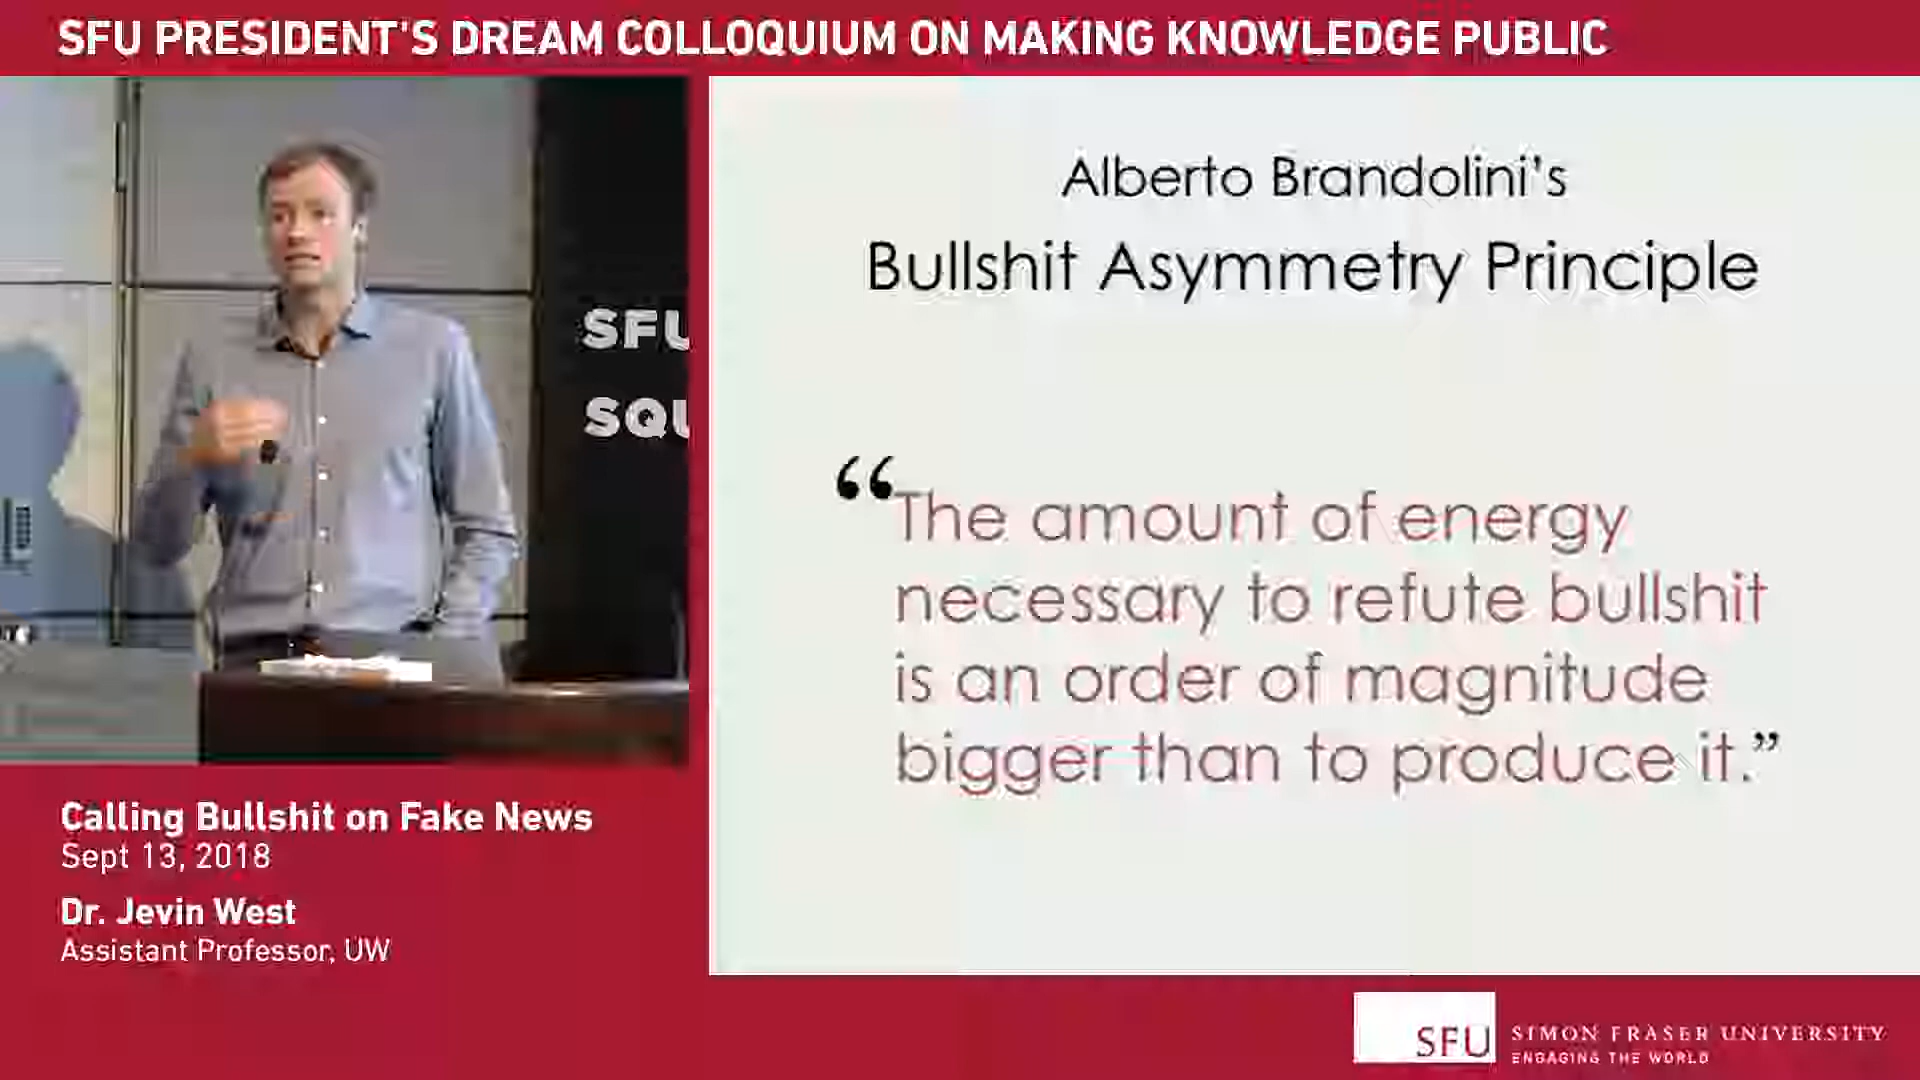 SFU PRESIDENT'S DREAM COLLOQUIUM ON MAKING KNOWLEDGE PUBLIC
SFU
SQU
Alberto Brandolini's
Bullshit Asymmetry Principle
“The amount of energy
necessary to refute bullshit
is an order of magnitude
bigger than to produce it.”
Calling Bullshit on Fake News
Sept 13, 2018
Dr. Jevin West
Assistant Professor, UW
SFU
SIMON FRASER UNIVERSITY
ENGAGING THE WORLD